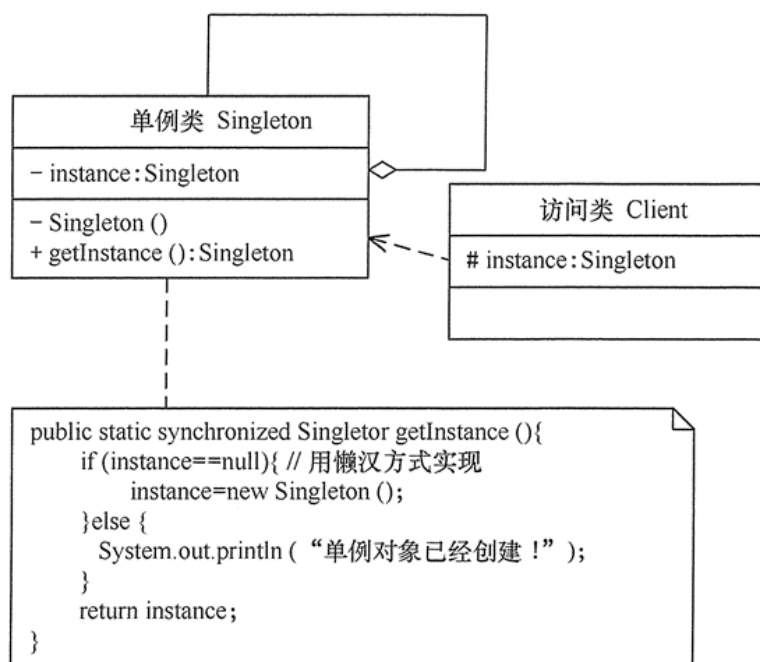 单例类 Singleton
- instance:Singleton
- Singleton ()
+ getInstance ():Singleton
访问类 Client
# instance:Singleton
public static synchronized Singletor getInstance (){
if (instance==null){ // 用懒汉方式实现
instance=new Singleton ();
}else {
System.out.println (“单例对象已经创建！”);
}
return instance;
}